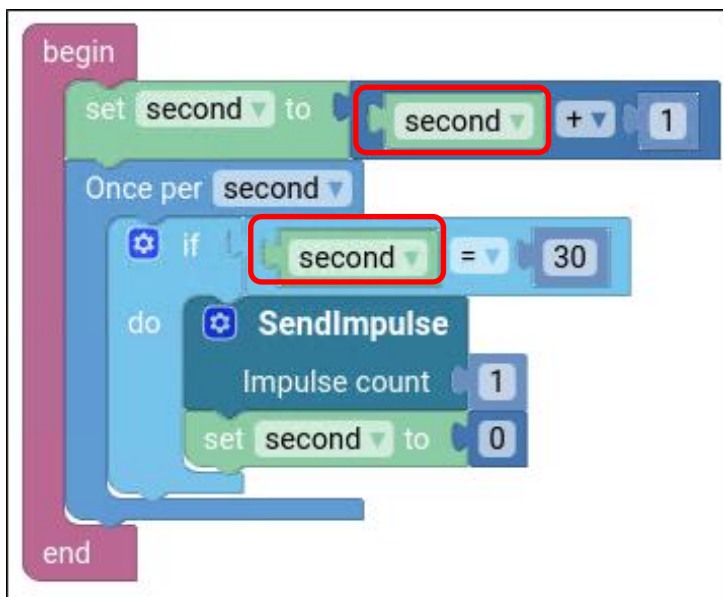 begin
set second to second + 1
Once per second
if second = 30
do SendImpulse
Impulse count 1
set second to 0
end